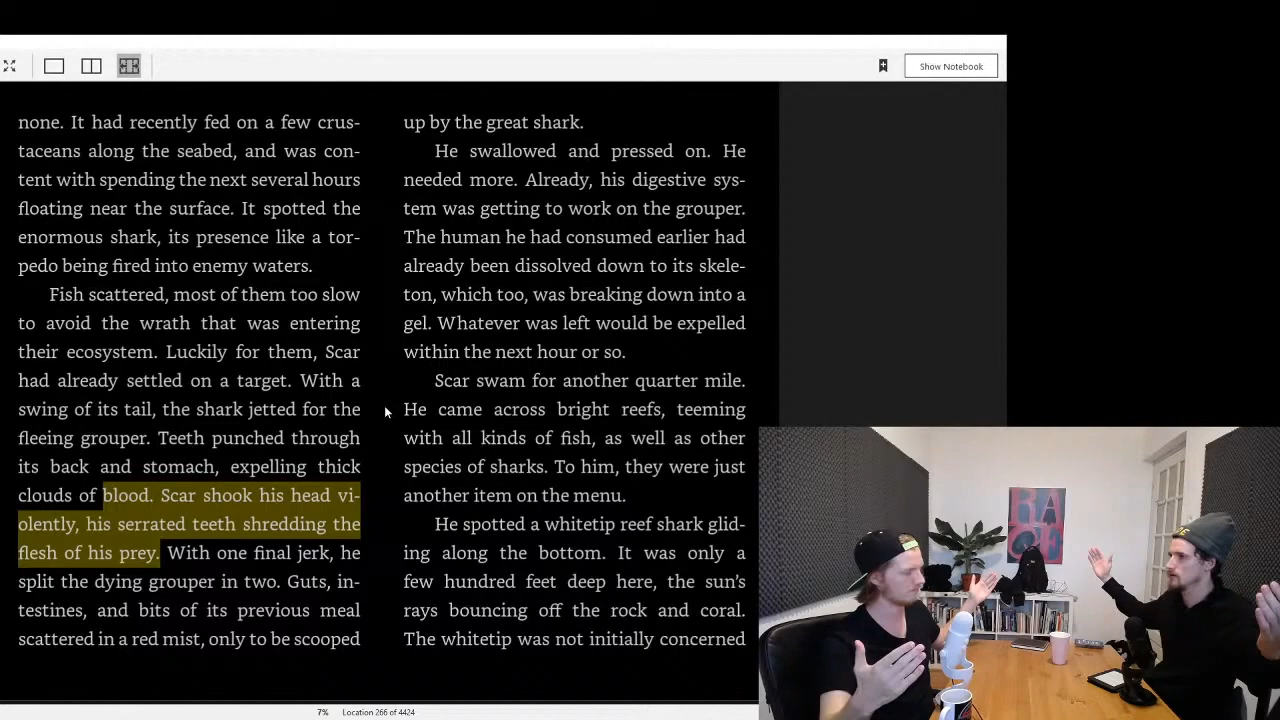 Show Notebook
none. It had recently fed on a few crus-
taceans along the seabed, and was con-
tent with spending the next several hours
floating near the surface. It spotted the
enormous shark, its presence like a tor-
pedo being fired into enemy waters.
Fish scattered, most of them too slow
to avoid the wrath that was entering
their ecosystem. Luckily for them, Scar
had already settled on a target. With a
swing of its tail, the shark jetted for the
fleeing grouper. Teeth punched through
its back and stomach, expelling thick
clouds of blood. Scar shook his head vi-
olently, his serrated teeth shredding the
flesh of his prey. With one final jerk, he
split the dying grouper in two. Guts, in-
testines, and bits of its previous meal
scattered in a red mist, only to be scooped
up by the great shark.
He swallowed and pressed on. He
needed more. Already, his digestive sys-
tem was getting to work on the grouper.
The human he had consumed earlier had
already been dissolved down to its skele-
ton, which too, was breaking down into a
gel. Whatever was left would be expelled
within the next hour or so.
Scar swam for another quarter mile.
He came across bright reefs, teeming
with all kinds of fish, as well as other
species of sharks. To him, they were just
another item on the menu.
He spotted a whitetip reef shark glid-
ing along the bottom. It was only a
few hundred feet deep here, the sun's
rays bouncing off the rock and coral.
The whitetip was not initially concerned
7% Location 266 of 4424